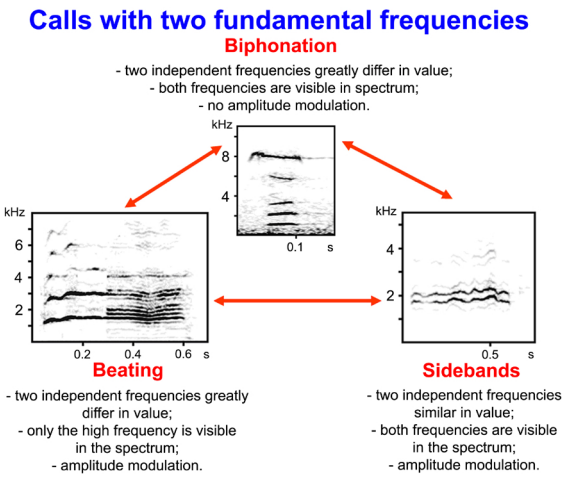 Calls with two fundamental frequencies
Biphonation
- two independent frequencies greatly differ in value;
- both frequencies are visible in spectrum;
- no amplitude modulation.
kHz
8
4
0.1 s
kHz
6
4
2
0.2 0.4 0.6 s
kHz
4
2
0.5 s
Beating
- two independent frequencies greatly
differ in value;
- only the high frequency is visible
in the spectrum;
- amplitude modulation.
Sidebands
- two independent frequencies
similar in value;
- both frequencies are visible
in the spectrum;
- amplitude modulation.